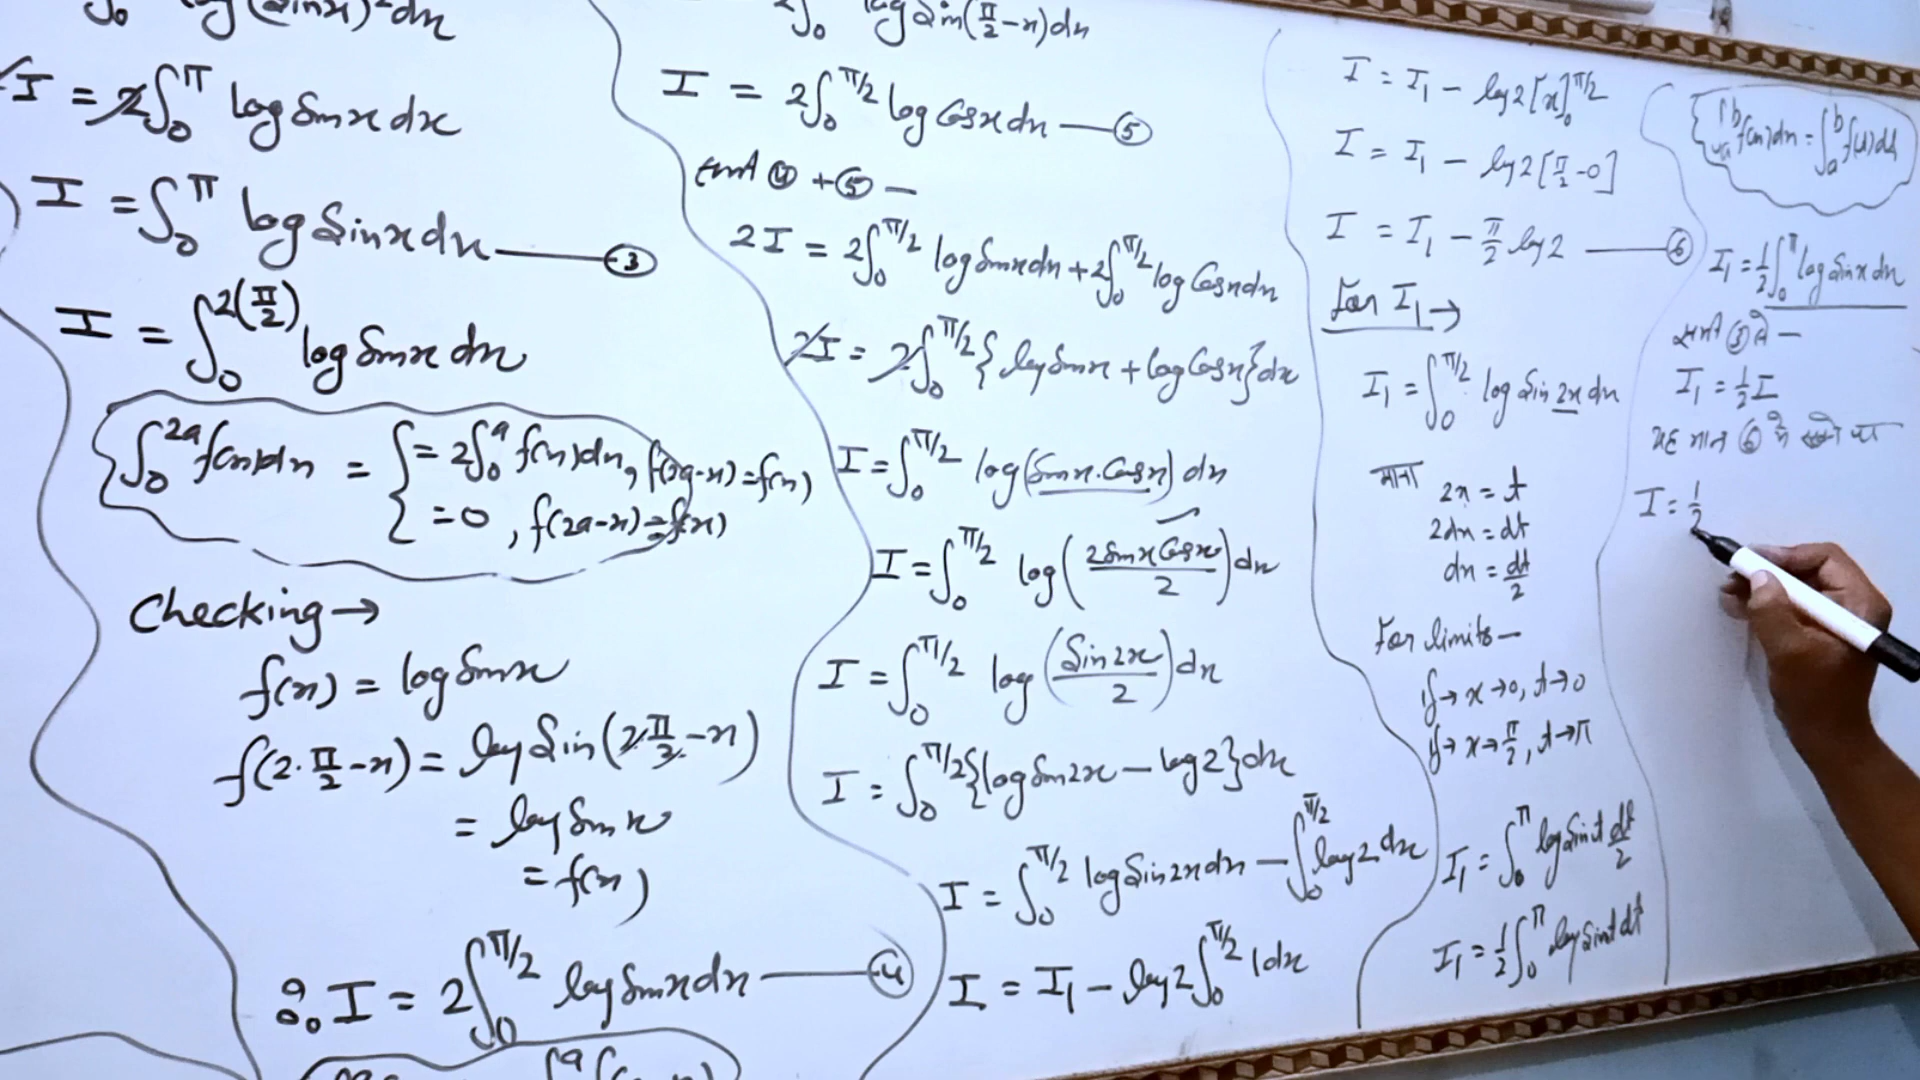 I = 2∫₀^π log Sin x dx
I = ∫₀^π log Sin x dx — ③
I = ∫₀^{2(π/2)} log Sin x dx
∫₀^{2a} f(x)dx = { = 2∫₀^a f(x)dx, f(2a-x)=f(x)
= 0, f(2a-x)=f(x)
Checking →
f(x) = log Sin x
f(2·π/2-x) = log Sin(2π/2-x)
= log Sin x
= f(x)
∴ I = 2∫₀^{π/2} log Sin x dx — ④
2∫₀ log Sin(π/2-x)dx
I = 2∫₀^{π/2} log Cos x dx — ⑤
④ + ⑤ —
2I = 2∫₀^{π/2} log Sin x dx + 2∫₀^{π/2} log Cos x dx
2I = 2∫₀^{π/2} {log Sin x + log Cos x}dx
I = ∫₀^{π/2} log(Sin x · Cos x) dx
I = ∫₀^{π/2} log(2 Sin x Cos x/2)dx
I = ∫₀^{π/2} log(Sin 2x/2)dx
I = ∫₀^{π/2} {log Sin 2x - log 2}dx
I = ∫₀^{π/2} log Sin 2x dx - ∫₀^{π/2} log 2 dx
I = I₁ - log 2 ∫₀^{π/2} 1 dx
I = I₁ - log 2 [x]₀^{π/2}
I = I₁ - log 2 [π/2 - 0]
I = I₁ - π/2 log 2 — ⑥
For I₁ →
I₁ = ∫₀^{π/2} log Sin 2x dx
माना 2x = t
2dx = dt
dx = dt/2
For limits —
if → x→0, t→0
if → x→π/2, t→π
I₁ = ∫₀^π log Sin t dt/2
I₁ = 1/2 ∫₀^π log Sin t dt
∫ₐ^b f(x)dx = ∫ₐ^b f(t)dt
I₁ = 1/2 ∫₀^π log Sin x dx
③ से —
I₁ = 1/2 I
यह मान ⑥ में रखने पर
I = 1/2